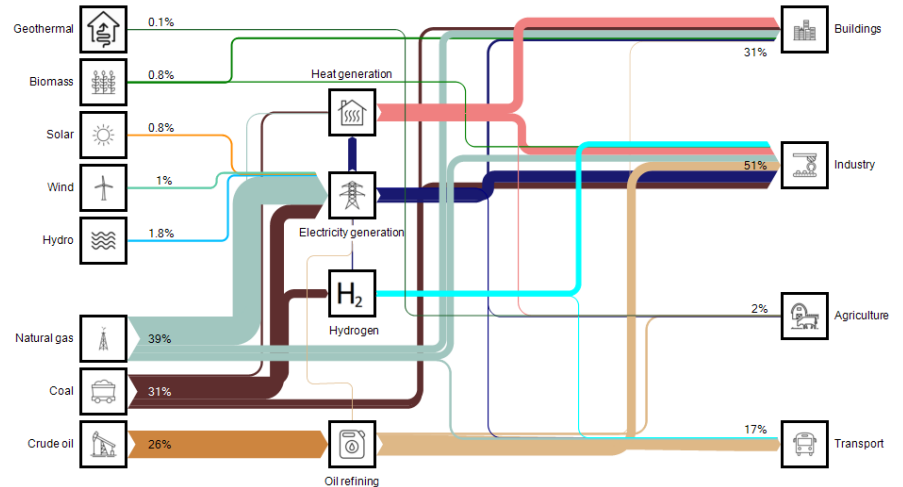 Geothermal
0.1%
Buildings
31%
Biomass
0.8%
Heat generation
Solar
0.8%
Industry
51%
Wind
1%
Hydro
1.8%
Electricity generation
H2
Hydrogen
Agriculture
2%
Natural gas
39%
Coal
31%
Crude oil
26%
Oil refining
Transport
17%